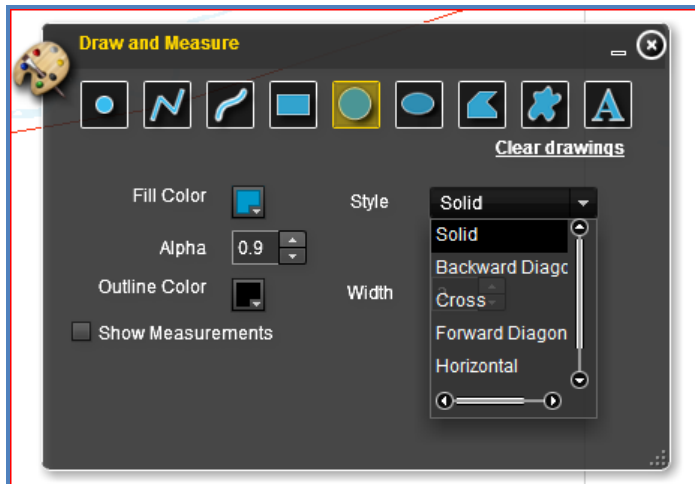 Draw and Measure
A
Clear drawings
Fill Color
Style
Solid
Alpha
0.9
Solid
Backward Diagc
Outline Color
Width
Cross
Show Measurements
Forward Diagon
Horizontal